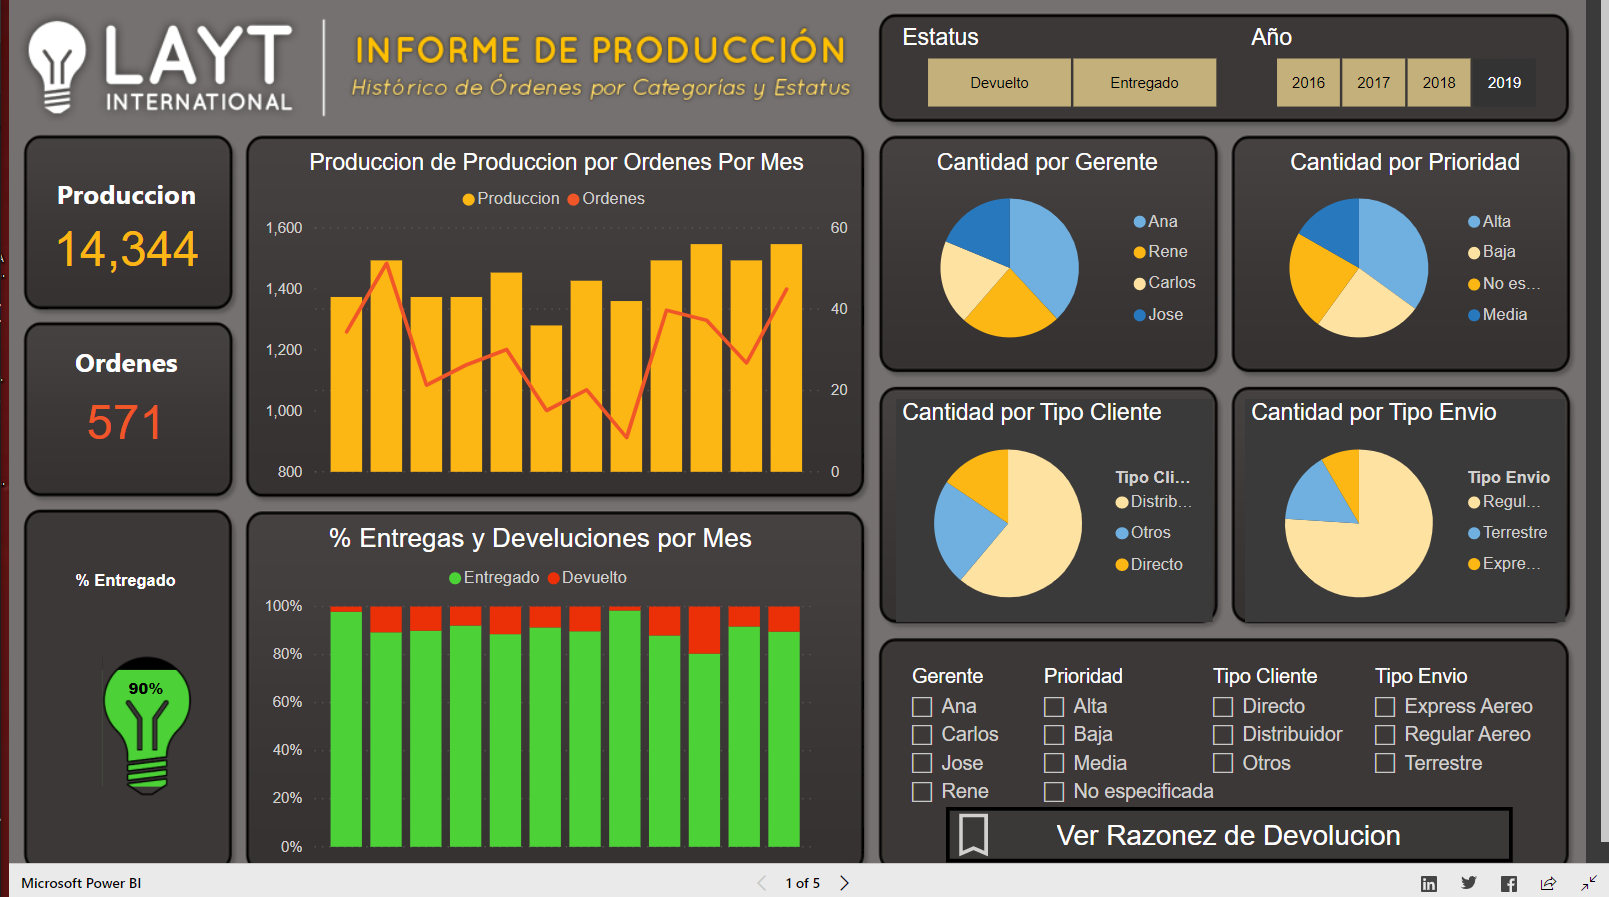 LAYT
INTERNATIONAL
INFORME DE PRODUCCIÓN
Histórico de Órdenes por Categorías y Estatus
Estatus
Devuelto
Entregado
Año
2016
2017
2018
2019
Produccion
14,344
Ordenes
571
% Entregado
90%
Produccion de Produccion por Ordenes Por Mes
Produccion
Ordenes
1,600
1,400
1,200
1,000
800
60
40
20
0
% Entregas y Develuciones por Mes
Entregado
Devuelto
100%
80%
60%
40%
20%
0%
Cantidad por Gerente
Ana
Rene
Carlos
Jose
Cantidad por Prioridad
Alta
Baja
No es...
Media
Cantidad por Tipo Cliente
Tipo Cli...
Distrib...
Otros
Directo
Cantidad por Tipo Envio
Tipo Envio
Regul...
Terrestre
Expre...
Gerente
Ana
Carlos
Jose
Rene
Prioridad
Alta
Baja
Media
No especificada
Tipo Cliente
Directo
Distribuidor
Otros
Tipo Envio
Express Aereo
Regular Aereo
Terrestre
Ver Razonez de Devolucion
Microsoft Power BI
1 of 5